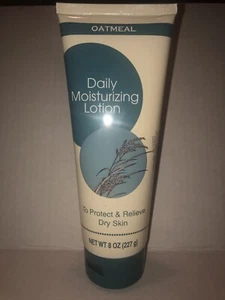 OATMEAL
Daily
Moisturizing
Lotion
To Protect & Relieve
Dry Skin
NET WT 8 OZ (227 g)